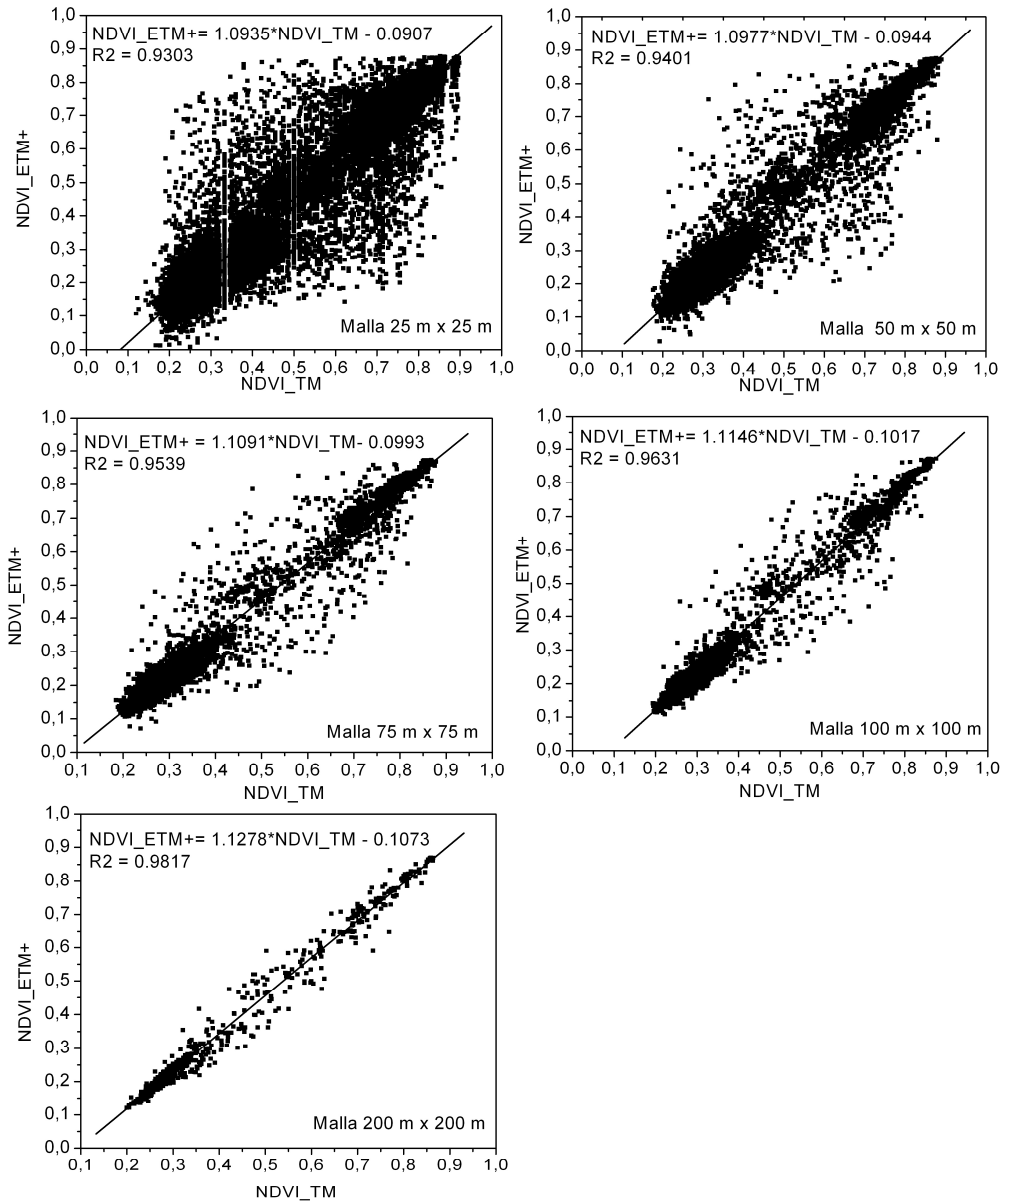 NDVI_ETM+= 1.0935*NDVI_TM - 0.0907
R2 = 0.9303
1,0
0,9
0,8
0,7
0,6
0,5
0,4
0,3
0,2
0,1
0,0
NDVI_ETM+
Malla 25 m x 25 m
0,0 0,1 0,2 0,3 0,4 0,5 0,6 0,7 0,8 0,9 1,0
NDVI_TM
NDVI_ETM+= 1.0977*NDVI_TM - 0.0944
R2 = 0.9401
1,0
0,9
0,8
0,7
0,6
0,5
0,4
0,3
0,2
0,1
0,0
NDVI_ETM+
Malla 50 m x 50 m
0,0 0,1 0,2 0,3 0,4 0,5 0,6 0,7 0,8 0,9 1,0
NDVI_TM
NDVI_ETM+ = 1.1091*NDVI_TM- 0.0993
R2 = 0.9539
1,0
0,9
0,8
0,7
0,6
0,5
0,4
0,3
0,2
0,1
0,0
NDVI_ETM+
Malla 75 m x 75 m
0,1 0,2 0,3 0,4 0,5 0,6 0,7 0,8 0,9 1,0
NDVI_TM
NDVI_ETM+= 1.1146*NDVI_TM - 0.1017
R2 = 0.9631
1,0
0,9
0,8
0,7
0,6
0,5
0,4
0,3
0,2
0,1
0,0
NDVI_ETM+
Malla 100 m x 100 m
0,0 0,1 0,2 0,3 0,4 0,5 0,6 0,7 0,8 0,9 1,0
NDVI_TM
NDVI_ETM+= 1.1278*NDVI_TM - 0.1073
R2 = 0.9817
1,0
0,9
0,8
0,7
0,6
0,5
0,4
0,3
0,2
0,1
0,0
NDVI_ETM+
Malla 200 m x 200 m
0,1 0,2 0,3 0,4 0,5 0,6 0,7 0,8 0,9 1,0
NDVI_TM